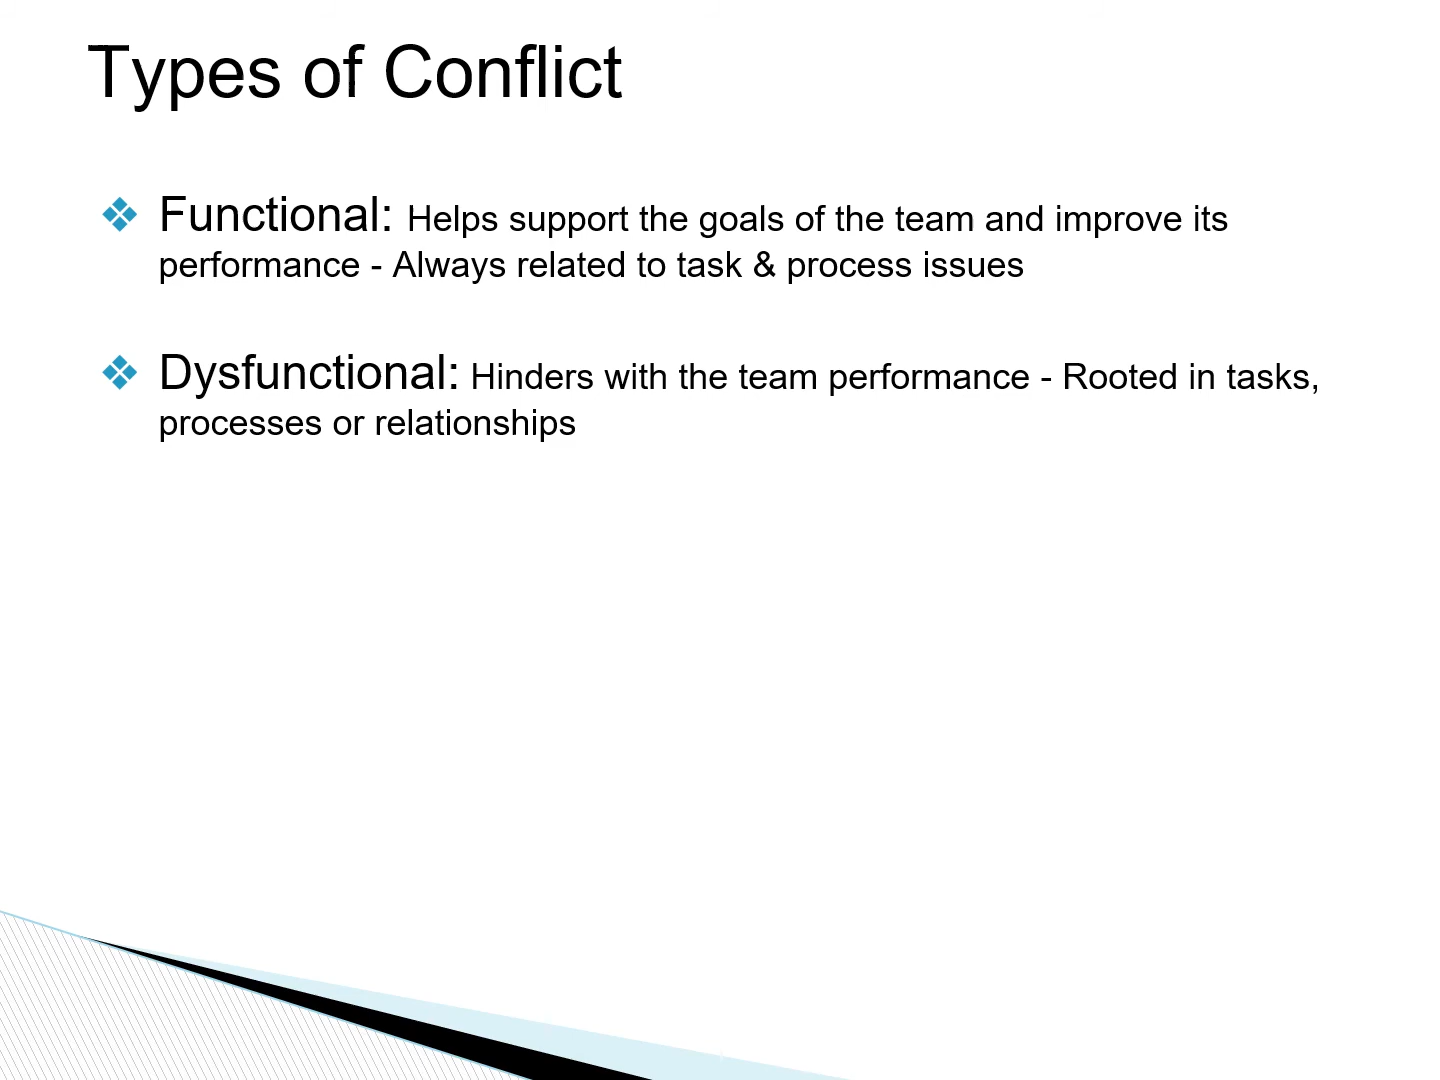 Types of Conflict
Functional: Helps support the goals of the team and improve its
performance - Always related to task & process issues
Dysfunctional: Hinders with the team performance - Rooted in tasks,
processes or relationships